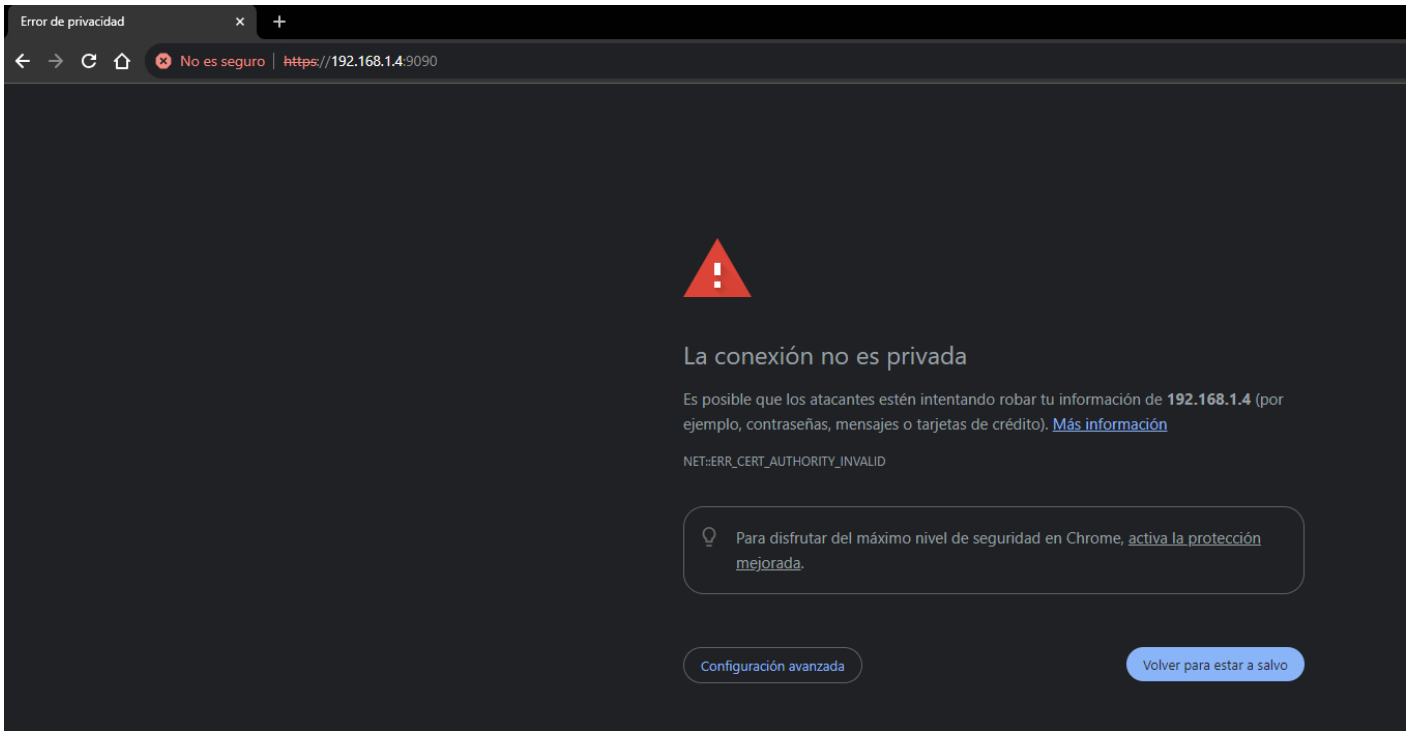 Error de privacidad
No es seguro https://192.168.1.4:9090
La conexión no es privada
Es posible que los atacantes estén intentando robar tu información de 192.168.1.4 (por
ejemplo, contraseñas, mensajes o tarjetas de crédito). Más información
NET::ERR_CERT_AUTHORITY_INVALID
Para disfrutar del máximo nivel de seguridad en Chrome, activa la protección
mejorada.
Configuración avanzada
Volver para estar a salvo